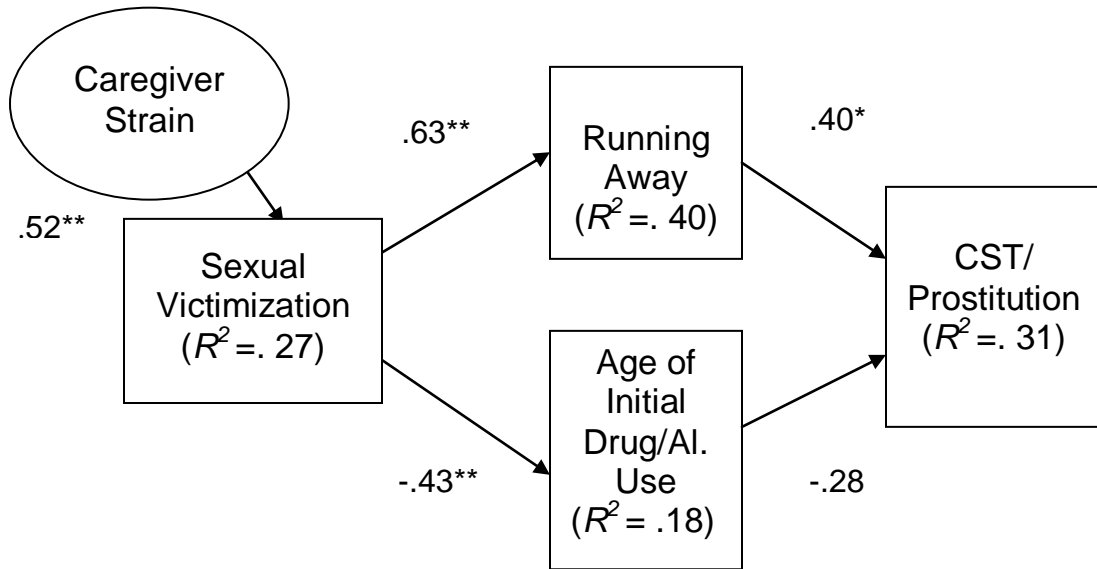 Caregiver
Strain
.52**
Sexual
Victimization
(R² =. 27)
.63**
-.43**
Running
Away
(R² =. 40)
Age of
Initial
Drug/Al.
Use
(R² = .18)
.40*
-.28
CST/
Prostitution
(R² =. 31)